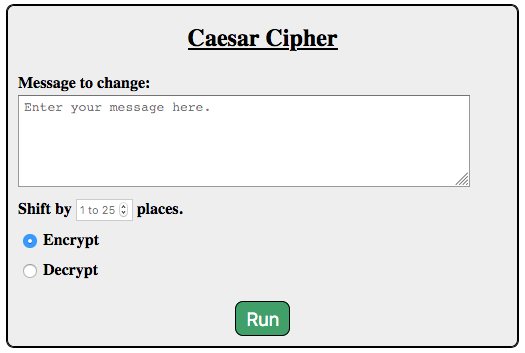 Caesar Cipher
Message to change:
Enter your message here.
Shift by 1 to 25 places.
Encrypt
Decrypt
Run